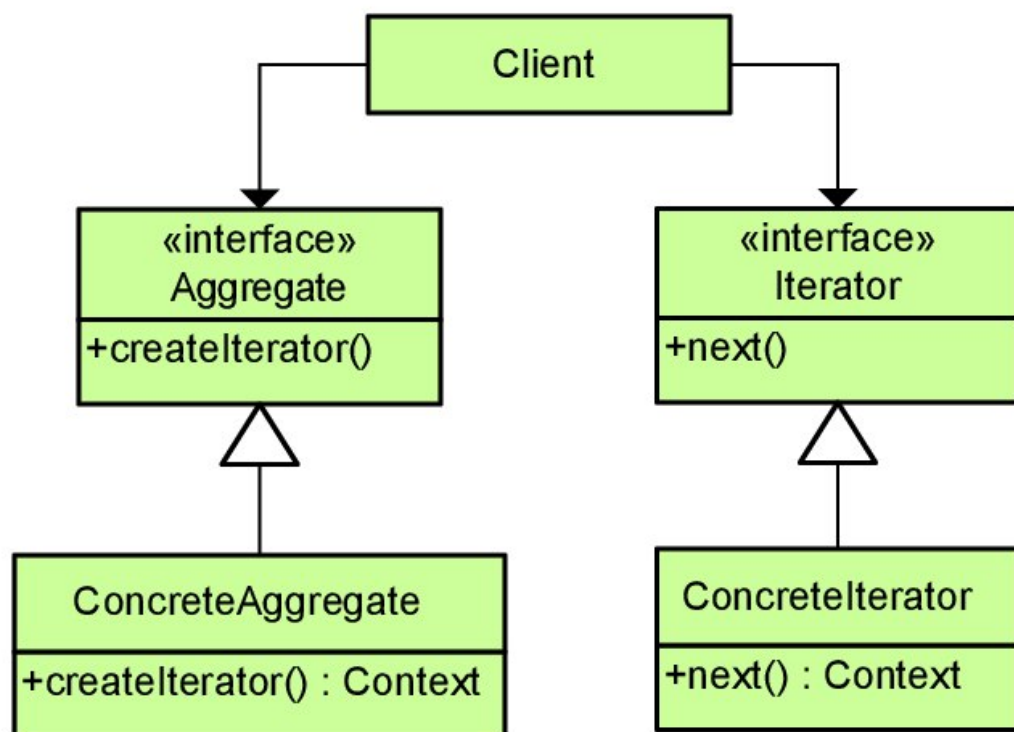 Client
«interface»
Aggregate
+createIterator()
«interface»
Iterator
+next()
ConcreteAggregate
+createIterator() : Context
ConcreteIterator
+next() : Context